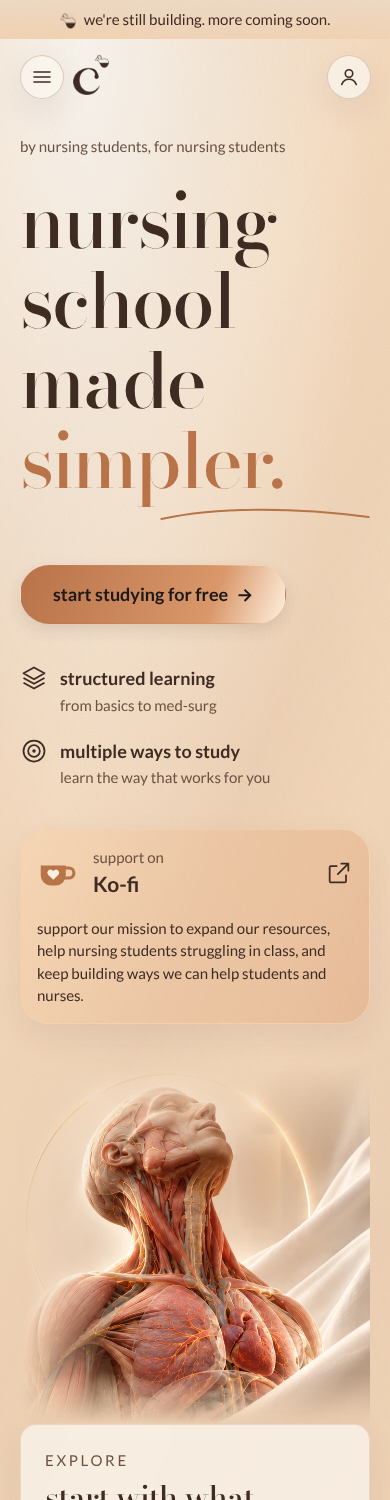 we're still building. more coming soon.
c
by nursing students, for nursing students
nursing
school
made
simpler.
start studying for free →
structured learning
from basics to med-surg
multiple ways to study
learn the way that works for you
support on
Ko-fi
support our mission to expand our resources,
help nursing students struggling in class, and
keep building ways we can help students and
nurses.
EXPLORE
start with what